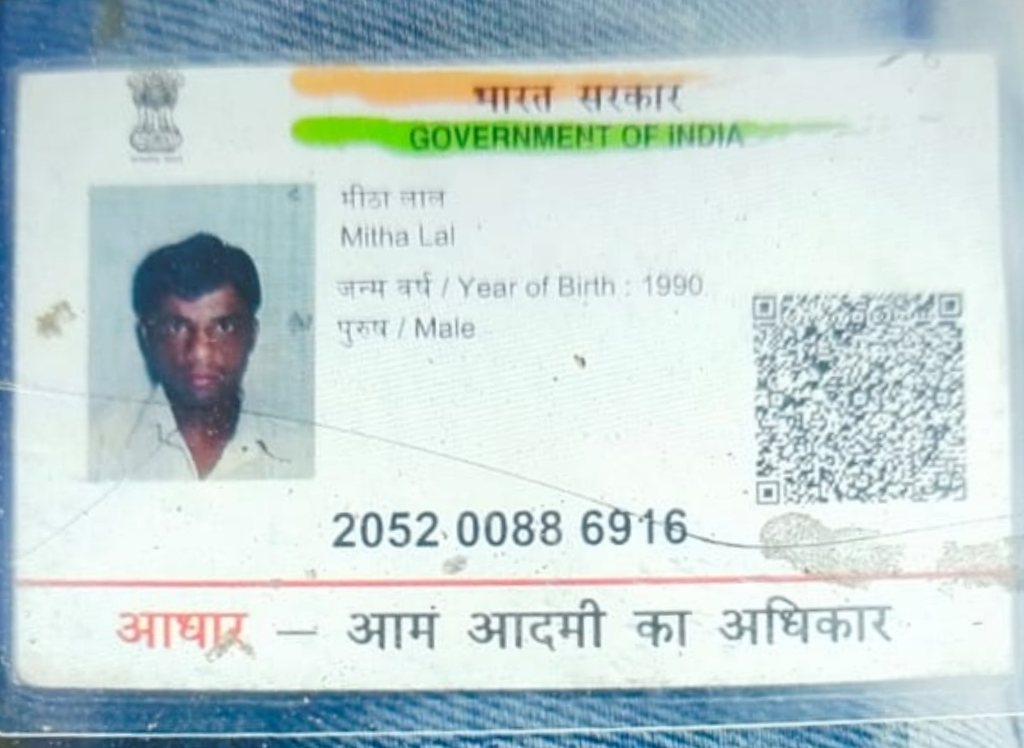 भारत सरकार
GOVERNMENT OF INDIA
मीठा लाल
Mitha Lal
जन्म वर्ष / Year of Birth : 1990
पुरुष / Male
2052 0088 6916
आधार — आम आदमी का अधिकार